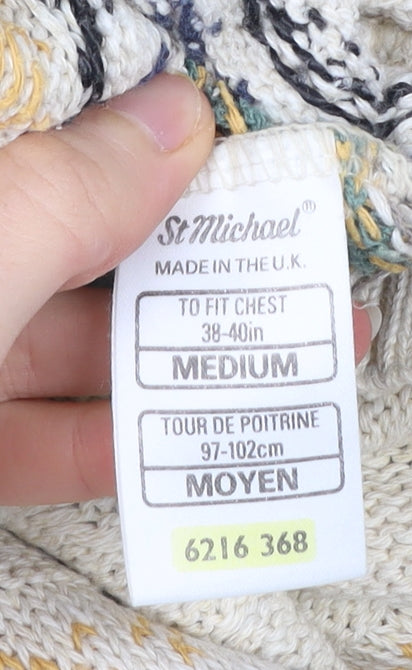 St Michael®
MADE IN THE U.K.
TO FIT CHEST
38-40in
MEDIUM
TOUR DE POITRINE
97-102cm
MOYEN
6216 368